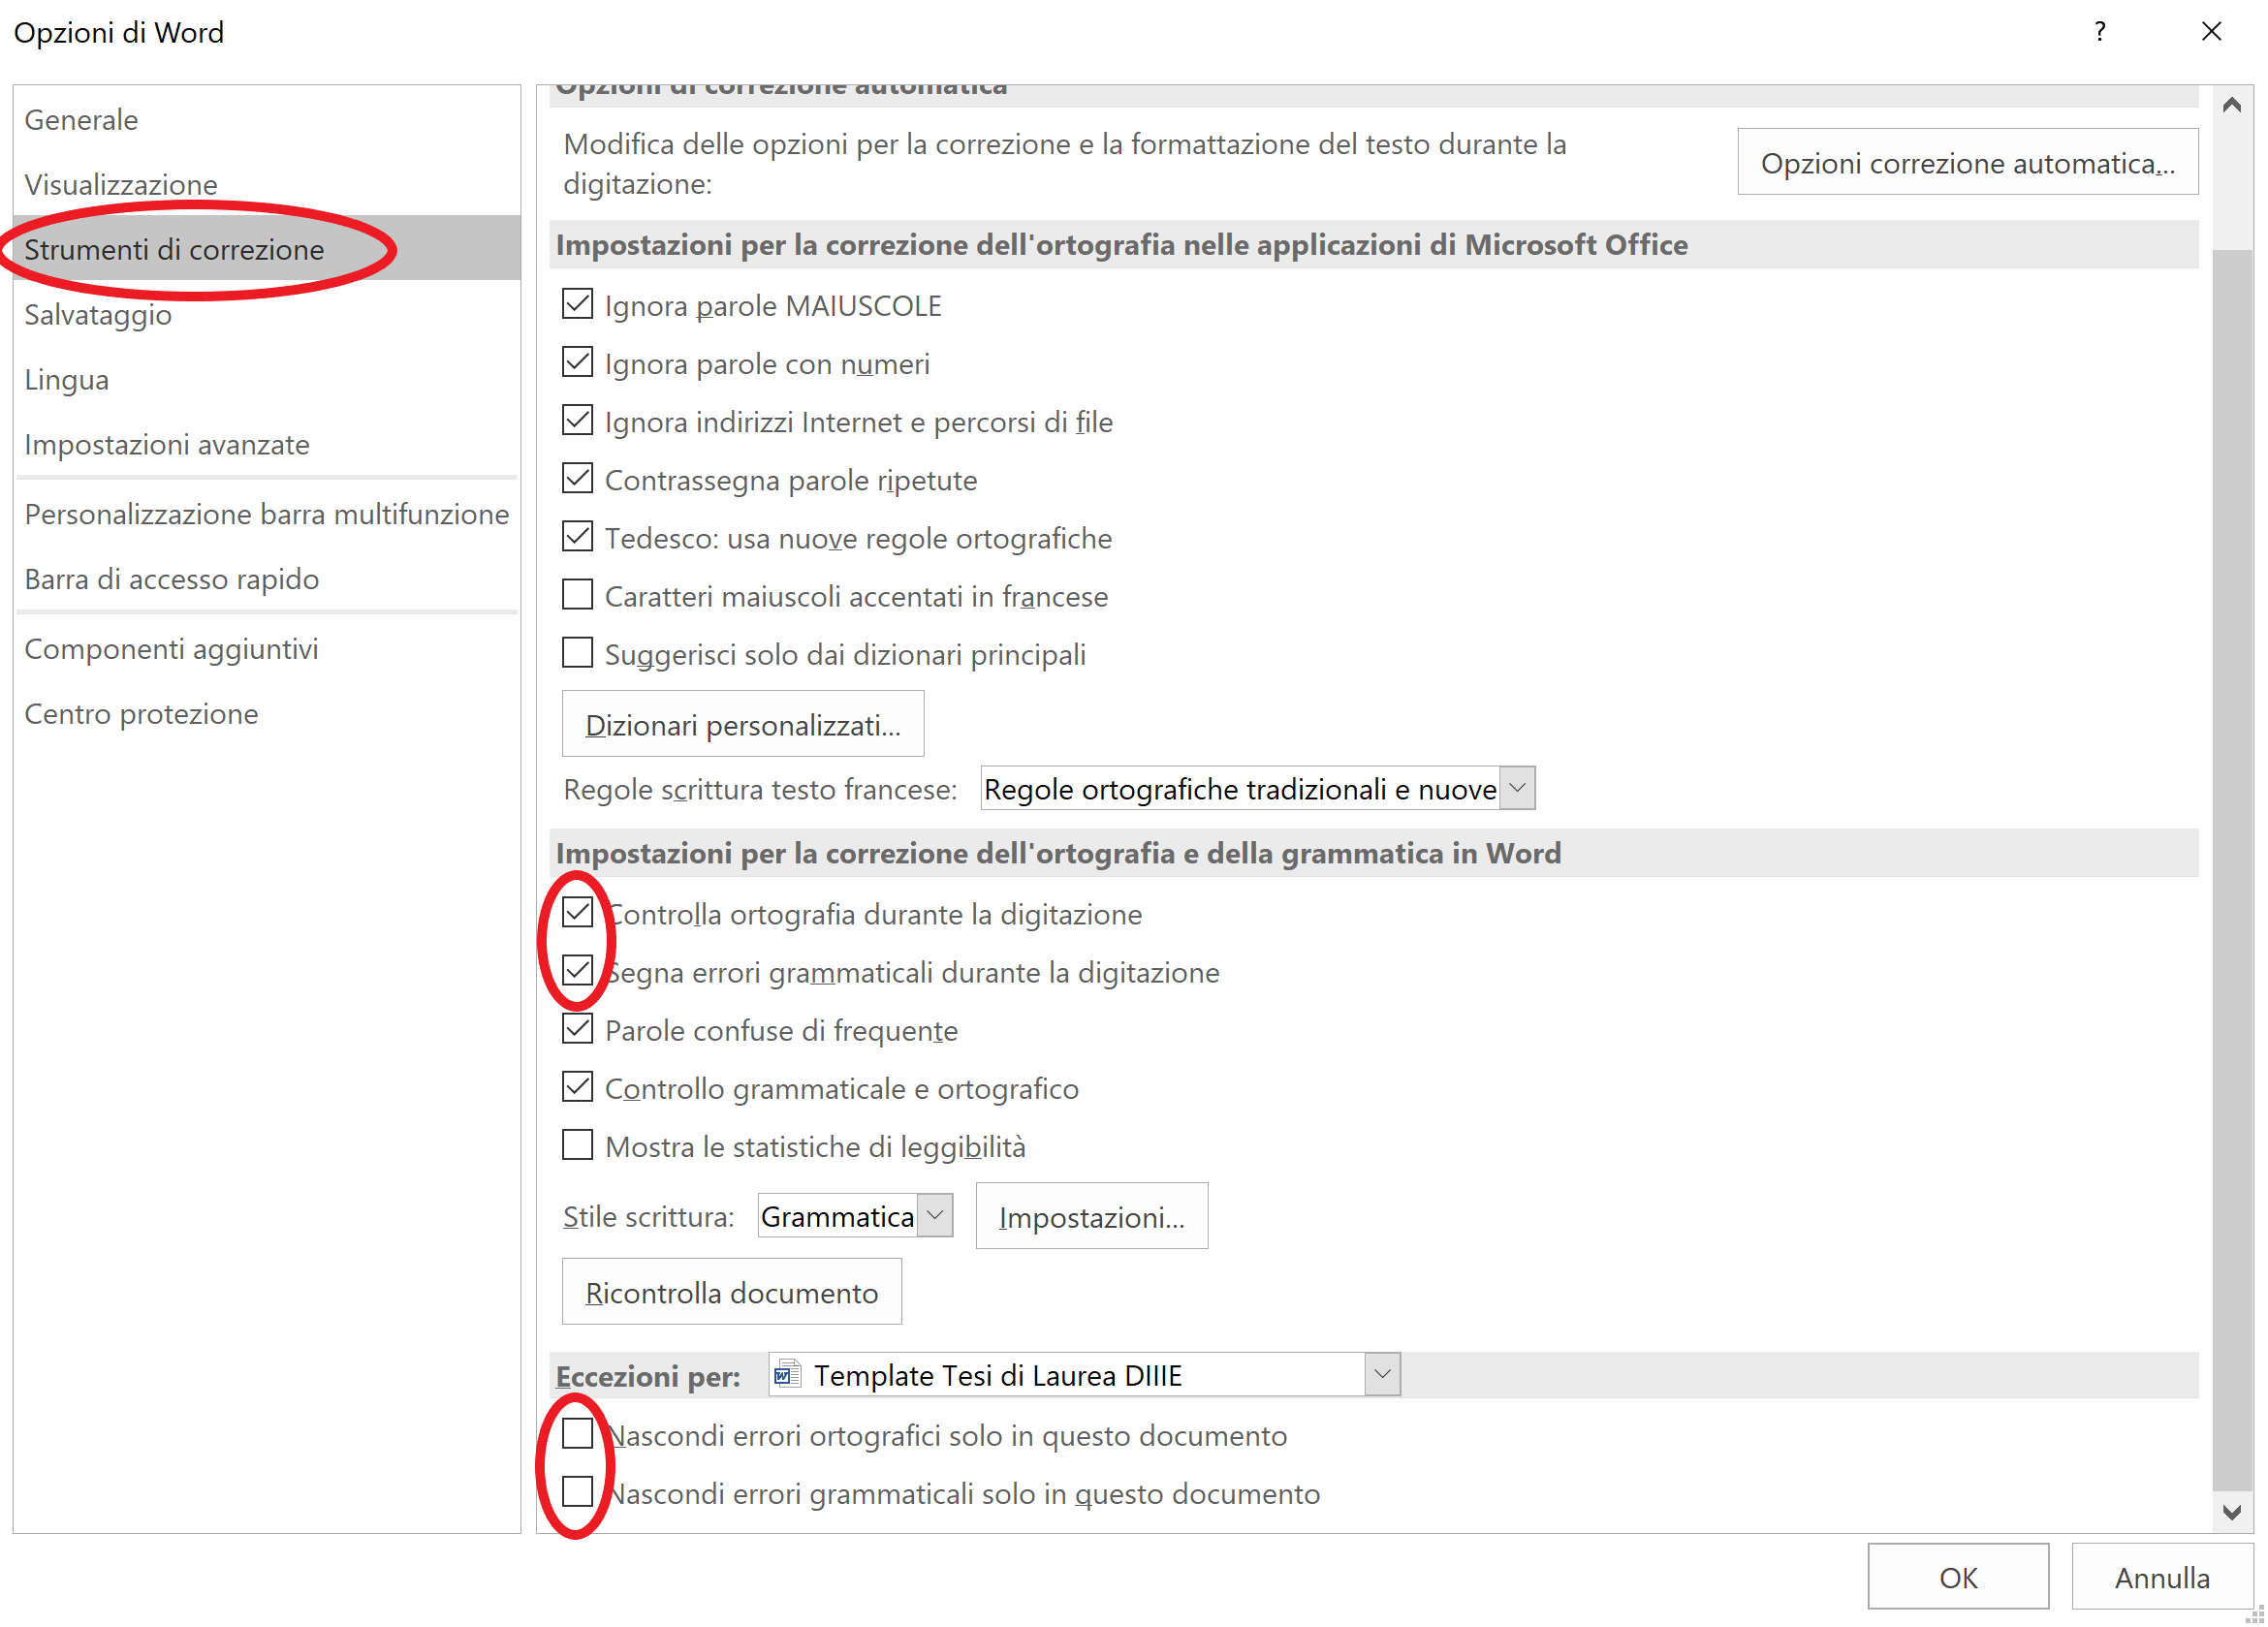 Opzioni di Word
?
Generale
Visualizzazione
Strumenti di correzione
Salvataggio
Lingua
Impostazioni avanzate
Personalizzazione barra multifunzione
Barra di accesso rapido
Componenti aggiuntivi
Centro protezione
Opzioni di correzione automatica
Modifica delle opzioni per la correzione e la formattazione del testo durante la
digitazione:
Opzioni correzione automatica...
Impostazioni per la correzione dell'ortografia nelle applicazioni di Microsoft Office
Ignora parole MAIUSCOLE
Ignora parole con numeri
Ignora indirizzi Internet e percorsi di file
Contrassegna parole ripetute
Tedesco: usa nuove regole ortografiche
Caratteri maiuscoli accentati in francese
Suggerisci solo dai dizionari principali
Dizionari personalizzati...
Regole scrittura testo francese: Regole ortografiche tradizionali e nuove
Impostazioni per la correzione dell'ortografia e della grammatica in Word
Controlla ortografia durante la digitazione
Segna errori grammaticali durante la digitazione
Parole confuse di frequente
Controllo grammaticale e ortografico
Mostra le statistiche di leggibilità
Stile scrittura: Grammatica Impostazioni...
Ricontrolla documento
Eccezioni per: Template Tesi di Laurea DIIIE
Nascondi errori ortografici solo in questo documento
Nascondi errori grammaticali solo in questo documento
OK Annulla